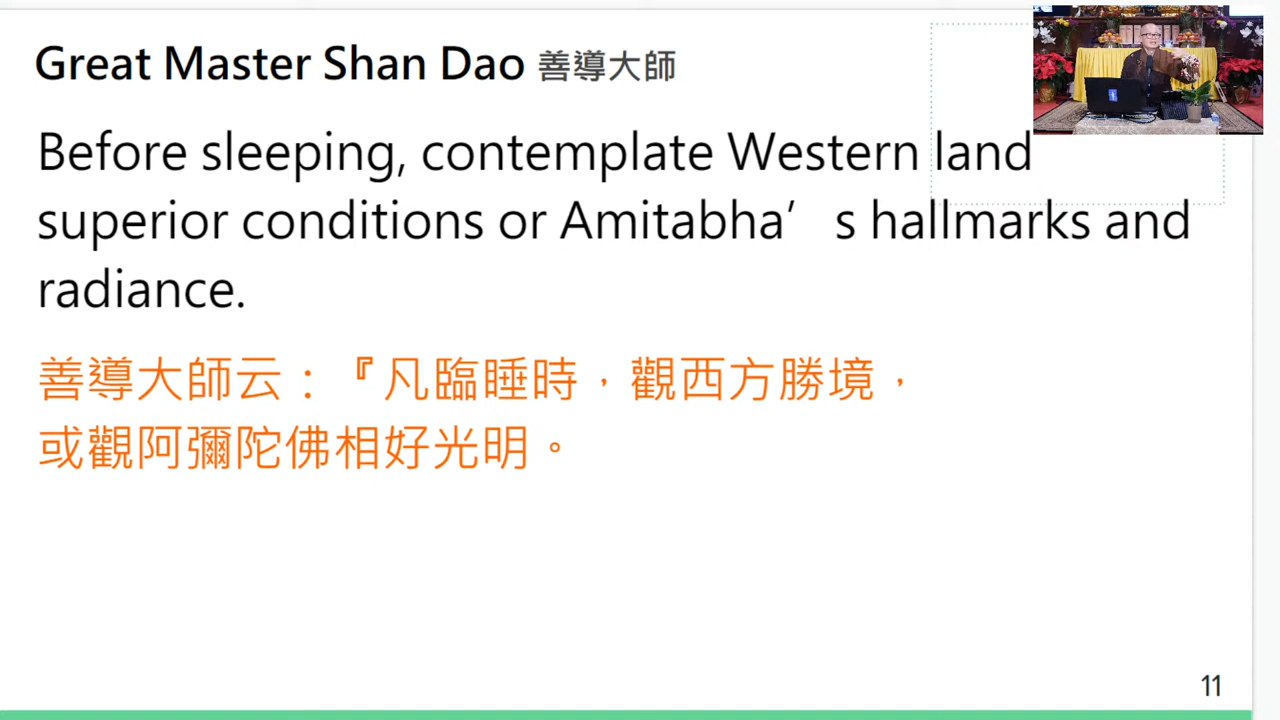 Great Master Shan Dao 善導大師
Before sleeping, contemplate Western land
superior conditions or Amitabha’ s hallmarks and
radiance.
善導大師云：『凡臨睡時，觀西方勝境，
或觀阿彌陀佛相好光明。
11